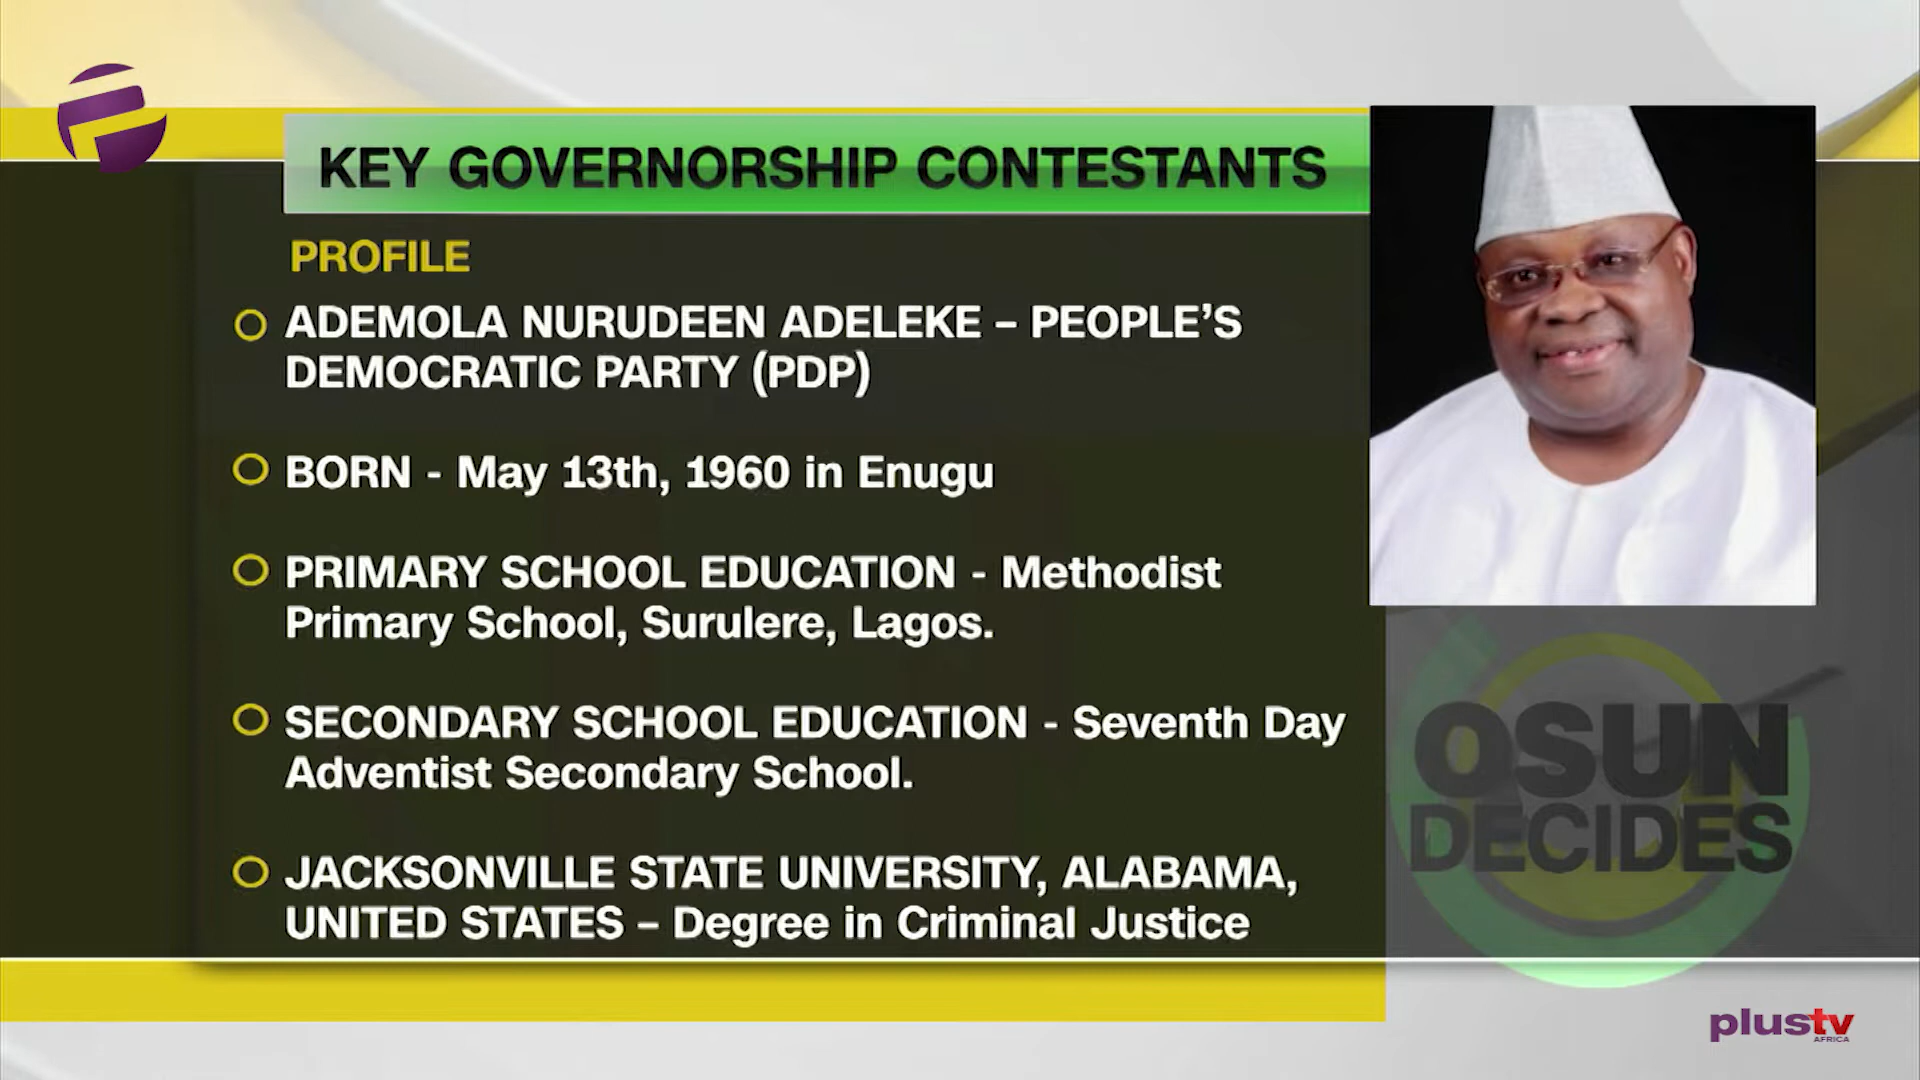 KEY GOVERNORSHIP CONTESTANTS
PROFILE
ADEMOLA NURUDEEN ADELEKE – PEOPLE'S
DEMOCRATIC PARTY (PDP)
BORN - May 13th, 1960 in Enugu
PRIMARY SCHOOL EDUCATION - Methodist
Primary School, Surulere, Lagos.
SECONDARY SCHOOL EDUCATION - Seventh Day
Adventist Secondary School.
JACKSONVILLE STATE UNIVERSITY, ALABAMA,
UNITED STATES – Degree in Criminal Justice
OSUN
DECIDES
plustv
AFRICA